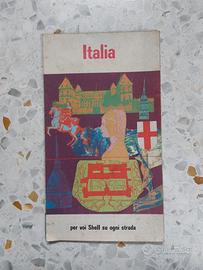 Italia
per voi Shell su ogni strada